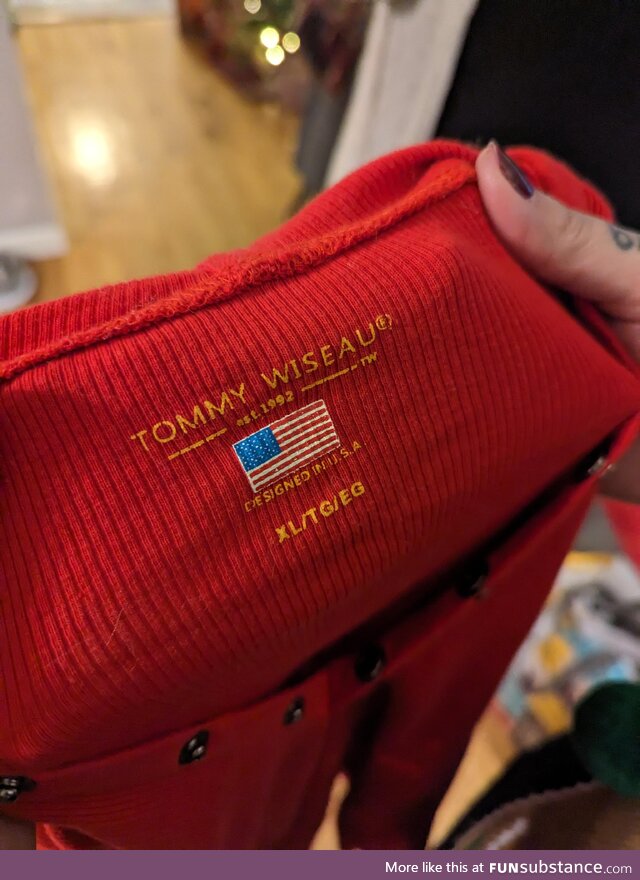 TOMMY WISEAU®
EST.1992 TW
DESIGNED IN U.S.A
XL/TG/EG
More like this at FUNsubstance.com